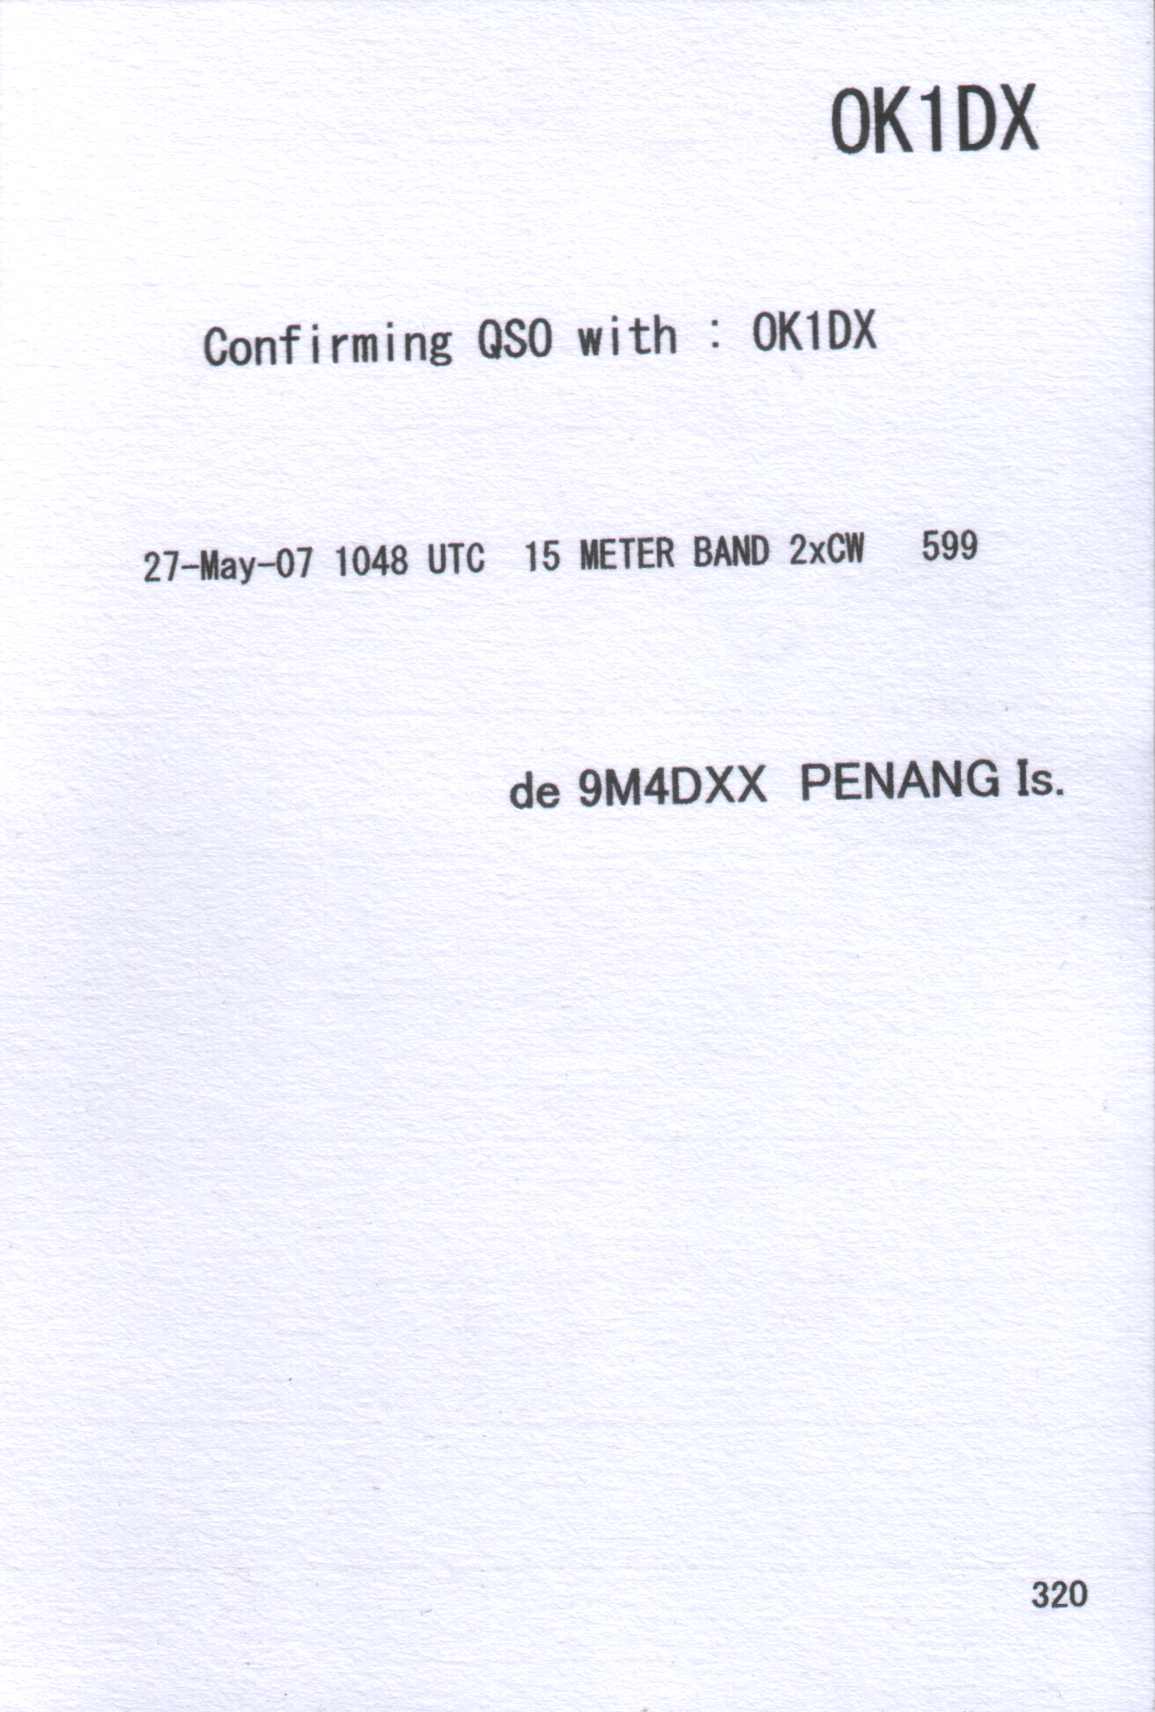 OK1DX
Confirming QSO with : OK1DX
27-May-07 1048 UTC 15 METER BAND 2xCW 599
de 9M4DXX PENANG Is.
320